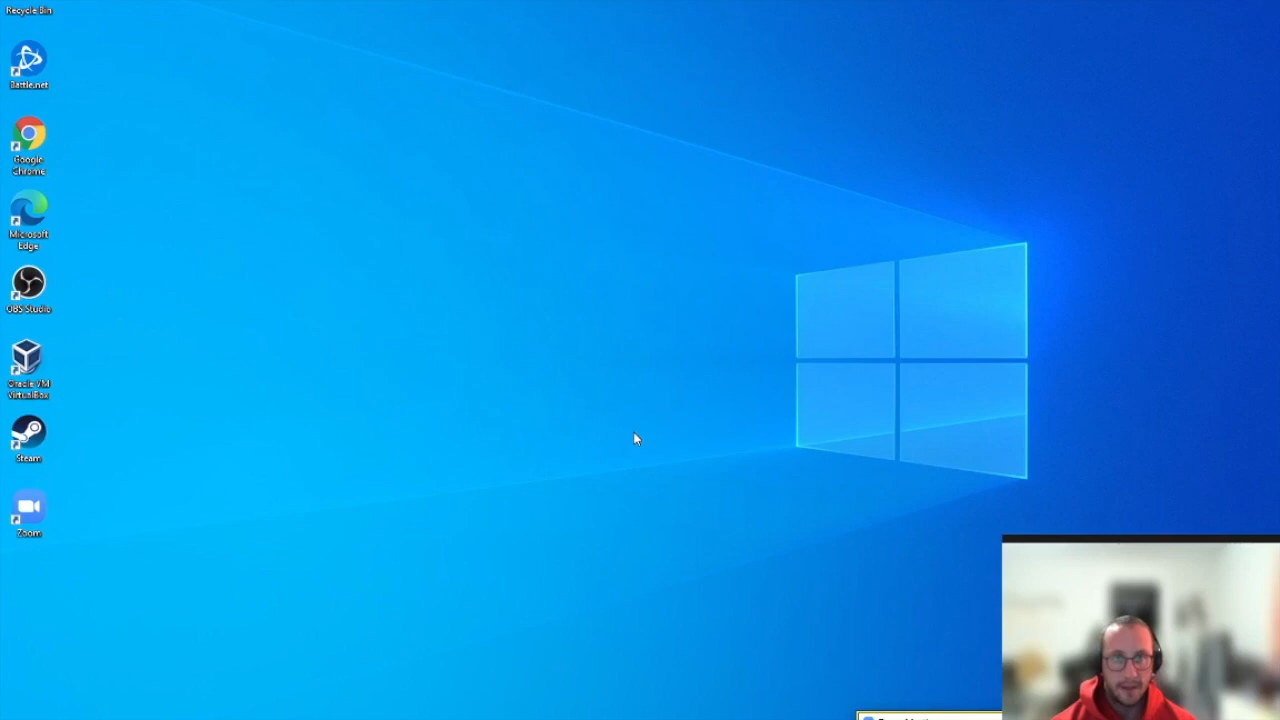 Recycle Bin
Battle.net
Google
Chrome
Microsoft
Edge
OBS Studio
Oracle VM
VirtualBox
Steam
Zoom